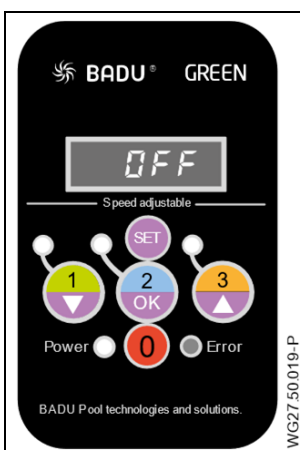 BADU® GREEN
OFF
Speed adjustable
SET
1 2 3
OK
Power 0 Error
BADU Pool technologies and solutions.
WG27.50.019-P